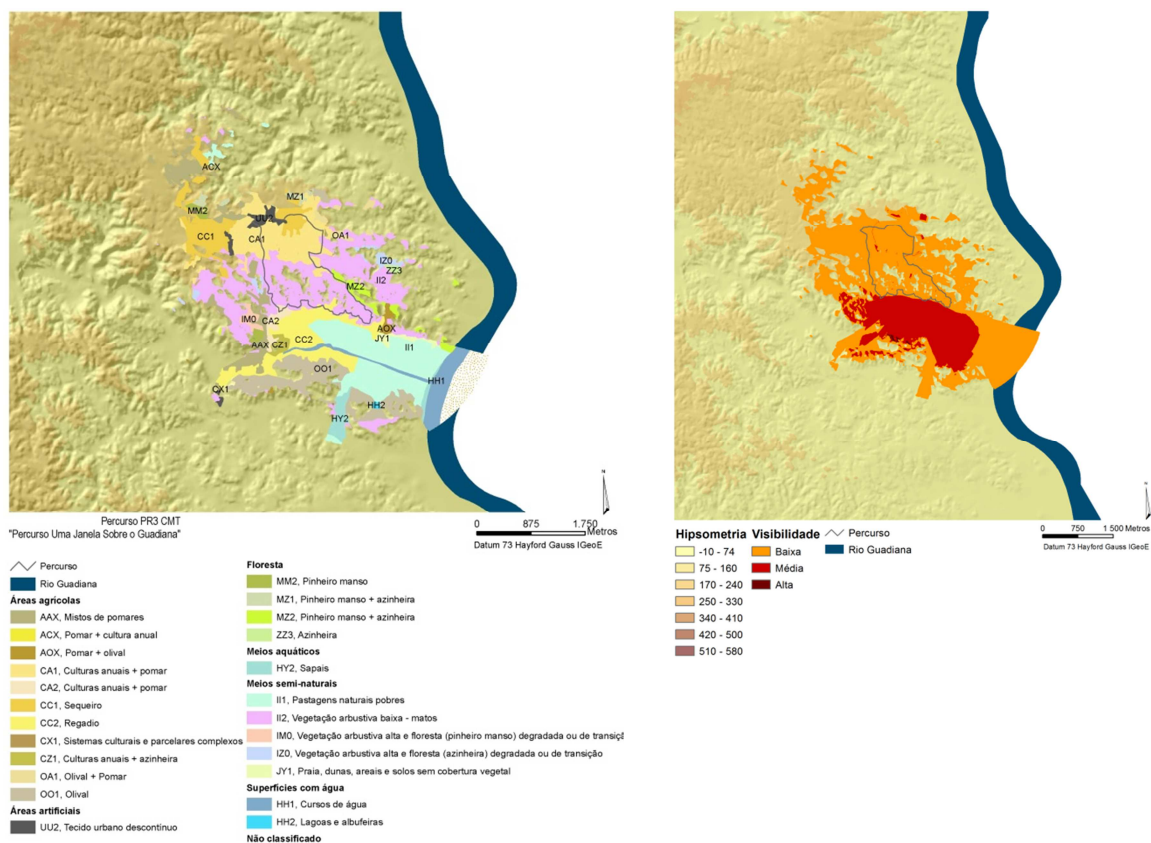 ACX
MZ1
MM2
UU2
CC1
CA1
OA1
IZ0
ZZ3
II2
MZ2
IM0
CA2
AOX
JY1
CC2
AAX
CZ1
II1
OO1
HH1
CX1
HH2
HY2
Percurso PR3 CMT
"Percurso Uma Janela Sobre o Guadiana"
0 875 1.750
Metros
Datum 73 Hayford Gauss IGeoE
Percurso
Rio Guadiana
Áreas agrícolas
AAX, Mistos de pomares
ACX, Pomar + cultura anual
AOX, Pomar + olival
CA1, Culturas anuais + pomar
CA2, Culturas anuais + pomar
CC1, Sequeiro
CC2, Regadio
CX1, Sistemas culturais e parcelares complexos
CZ1, Culturas anuais + azinheira
OA1, Olival + Pomar
OO1, Olival
Áreas artificiais
UU2, Tecido urbano descontínuo
Floresta
MM2, Pinheiro manso
MZ1, Pinheiro manso + azinheira
MZ2, Pinheiro manso + azinheira
ZZ3, Azinheira
Meios aquáticos
HY2, Sapais
Meios semi-naturais
II1, Pastagens naturais pobres
II2, Vegetação arbustiva baixa - matos
IM0, Vegetação arbustiva alta e floresta (pinheiro manso) degradada ou de transiçã
IZ0, Vegetação arbustiva alta e floresta (azinheira) degradada ou de transição
JY1, Praia, dunas, areais e solos sem cobertura vegetal
Superfícies com água
HH1, Cursos de água
HH2, Lagoas e albufeiras
Não classificado
0 750 1 500
Metros
Datum 73 Hayford Gauss IGeoE
Hipsometria
-10 - 74
75 - 160
170 - 240
250 - 330
340 - 410
420 - 500
510 - 580
Visibilidade
Baixa
Média
Alta
Percurso
Rio Guadiana